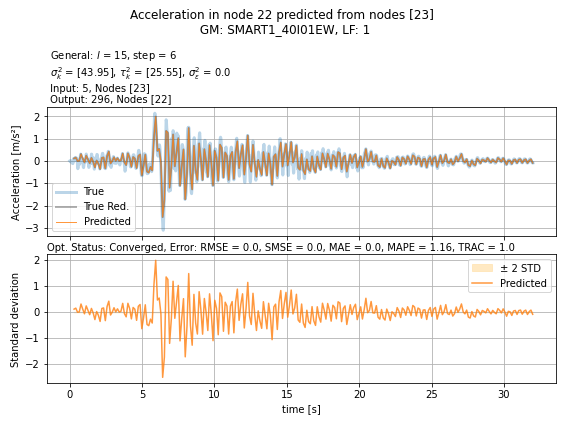 Acceleration in node 22 predicted from nodes [23]
GM: SMART1_40I01EW, LF: 1
General: l = 15, step = 6
σ²ₖ = [43.95], τ²ₖ = [25.55], σ²ε = 0.0
Input: 5, Nodes [23]
Output: 296, Nodes [22]
Acceleration [m/s²]
2
1
0
−1
−2
−3
True
True Red.
Predicted
Opt. Status: Converged, Error: RMSE = 0.0, SMSE = 0.0, MAE = 0.0, MAPE = 1.16, TRAC = 1.0
Standard deviation
2
1
0
−1
−2
± 2 STD
Predicted
0 5 10 15 20 25 30
time [s]